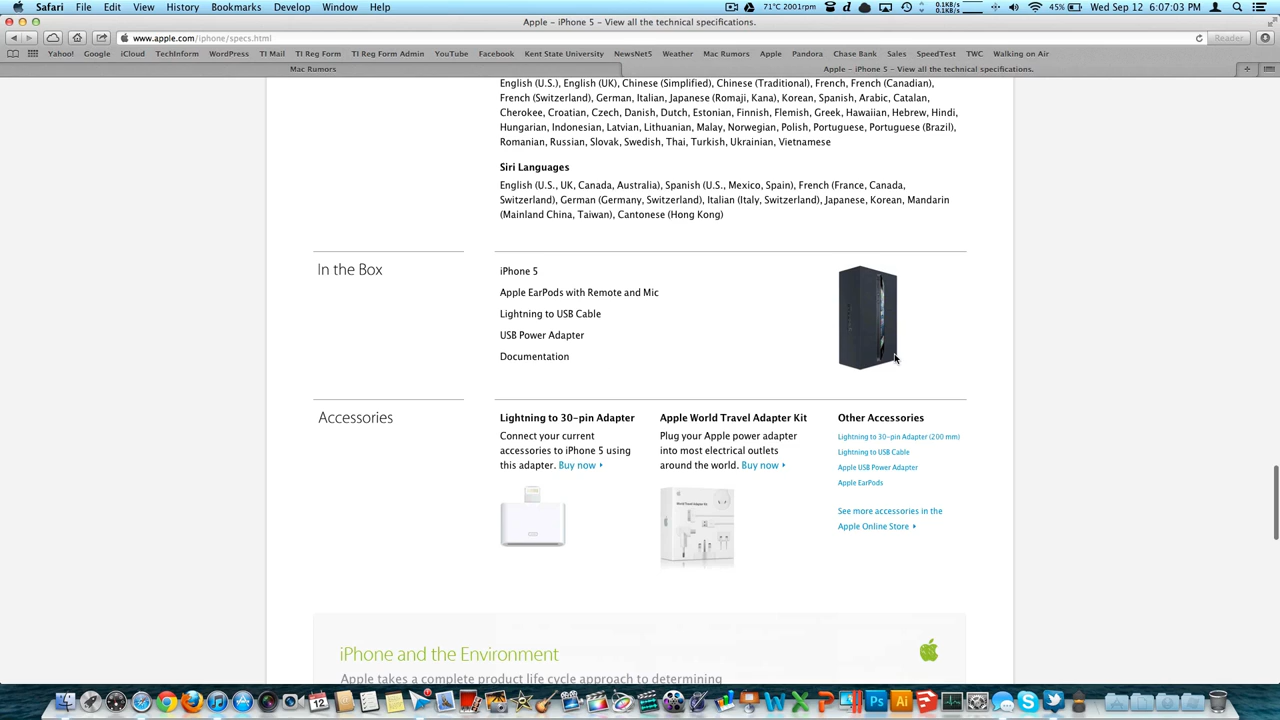 Safari File Edit View History Bookmarks Develop Window Help
71°C 2001rpm
0.1KB/s
0.1KB/s
45%
Wed Sep 12 6:07:03 PM
Apple - iPhone 5 - View all the technical specifications.
www.apple.com/iphone/specs.html
Reader
Yahoo! Google iCloud TechInform WordPress TI Mail TI Reg Form TI Reg Form Admin YouTube Facebook Kent State University NewsNet5 Weather Mac Rumors Apple Pandora Chase Bank Sales SpeedTest TWC Walking on Air
Mac Rumors
Apple - iPhone 5 - View all the technical specifications.
English (U.S.), English (UK), Chinese (Simplified), Chinese (Traditional), French, French (Canadian),
French (Switzerland), German, Italian, Japanese (Romaji, Kana), Korean, Spanish, Arabic, Catalan,
Cherokee, Croatian, Czech, Danish, Dutch, Estonian, Finnish, Flemish, Greek, Hawaiian, Hebrew, Hindi,
Hungarian, Indonesian, Latvian, Lithuanian, Malay, Norwegian, Polish, Portuguese, Portuguese (Brazil),
Romanian, Russian, Slovak, Swedish, Thai, Turkish, Ukrainian, Vietnamese
Siri Languages
English (U.S., UK, Canada, Australia), Spanish (U.S., Mexico, Spain), French (France, Canada,
Switzerland), German (Germany, Switzerland), Italian (Italy, Switzerland), Japanese, Korean, Mandarin
(Mainland China, Taiwan), Cantonese (Hong Kong)
In the Box
iPhone 5
Apple EarPods with Remote and Mic
Lightning to USB Cable
USB Power Adapter
Documentation
Accessories
Lightning to 30-pin Adapter
Connect your current
accessories to iPhone 5 using
this adapter. Buy now
Apple World Travel Adapter Kit
Plug your Apple power adapter
into most electrical outlets
around the world. Buy now
World Travel Adapter Kit
Other Accessories
Lightning to 30-pin Adapter (200 mm)
Lightning to USB Cable
Apple USB Power Adapter
Apple EarPods
See more accessories in the
Apple Online Store
iPhone and the Environment
Apple takes a complete product life cycle approach to determining
12